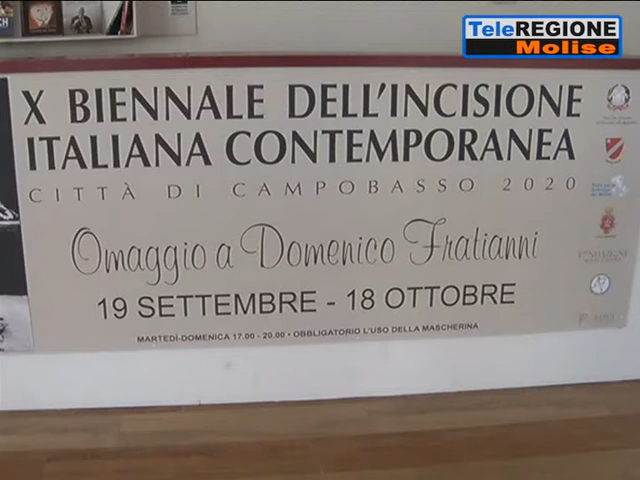 TeleREGIONE
Molise
X BIENNALE DELL'INCISIONE
ITALIANA CONTEMPORANEA
CITTÀ DI CAMPOBASSO 2020
Omaggio a Domenico Fratianni
19 SETTEMBRE - 18 OTTOBRE
MARTEDÌ-DOMENICA 17.00 - 20.00 • OBBLIGATORIO L'USO DELLA MASCHERINA